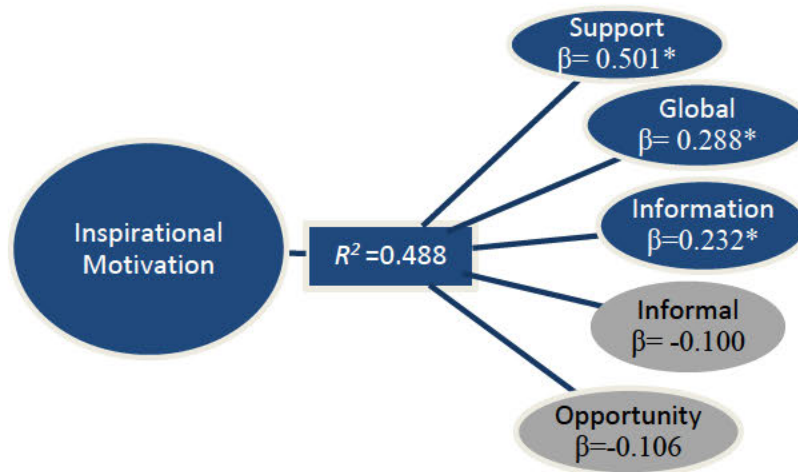 Support
β= 0.501*
Global
β= 0.288*
Information
β=0.232*
Inspirational
Motivation
R² =0.488
Informal
β= -0.100
Opportunity
β=-0.106